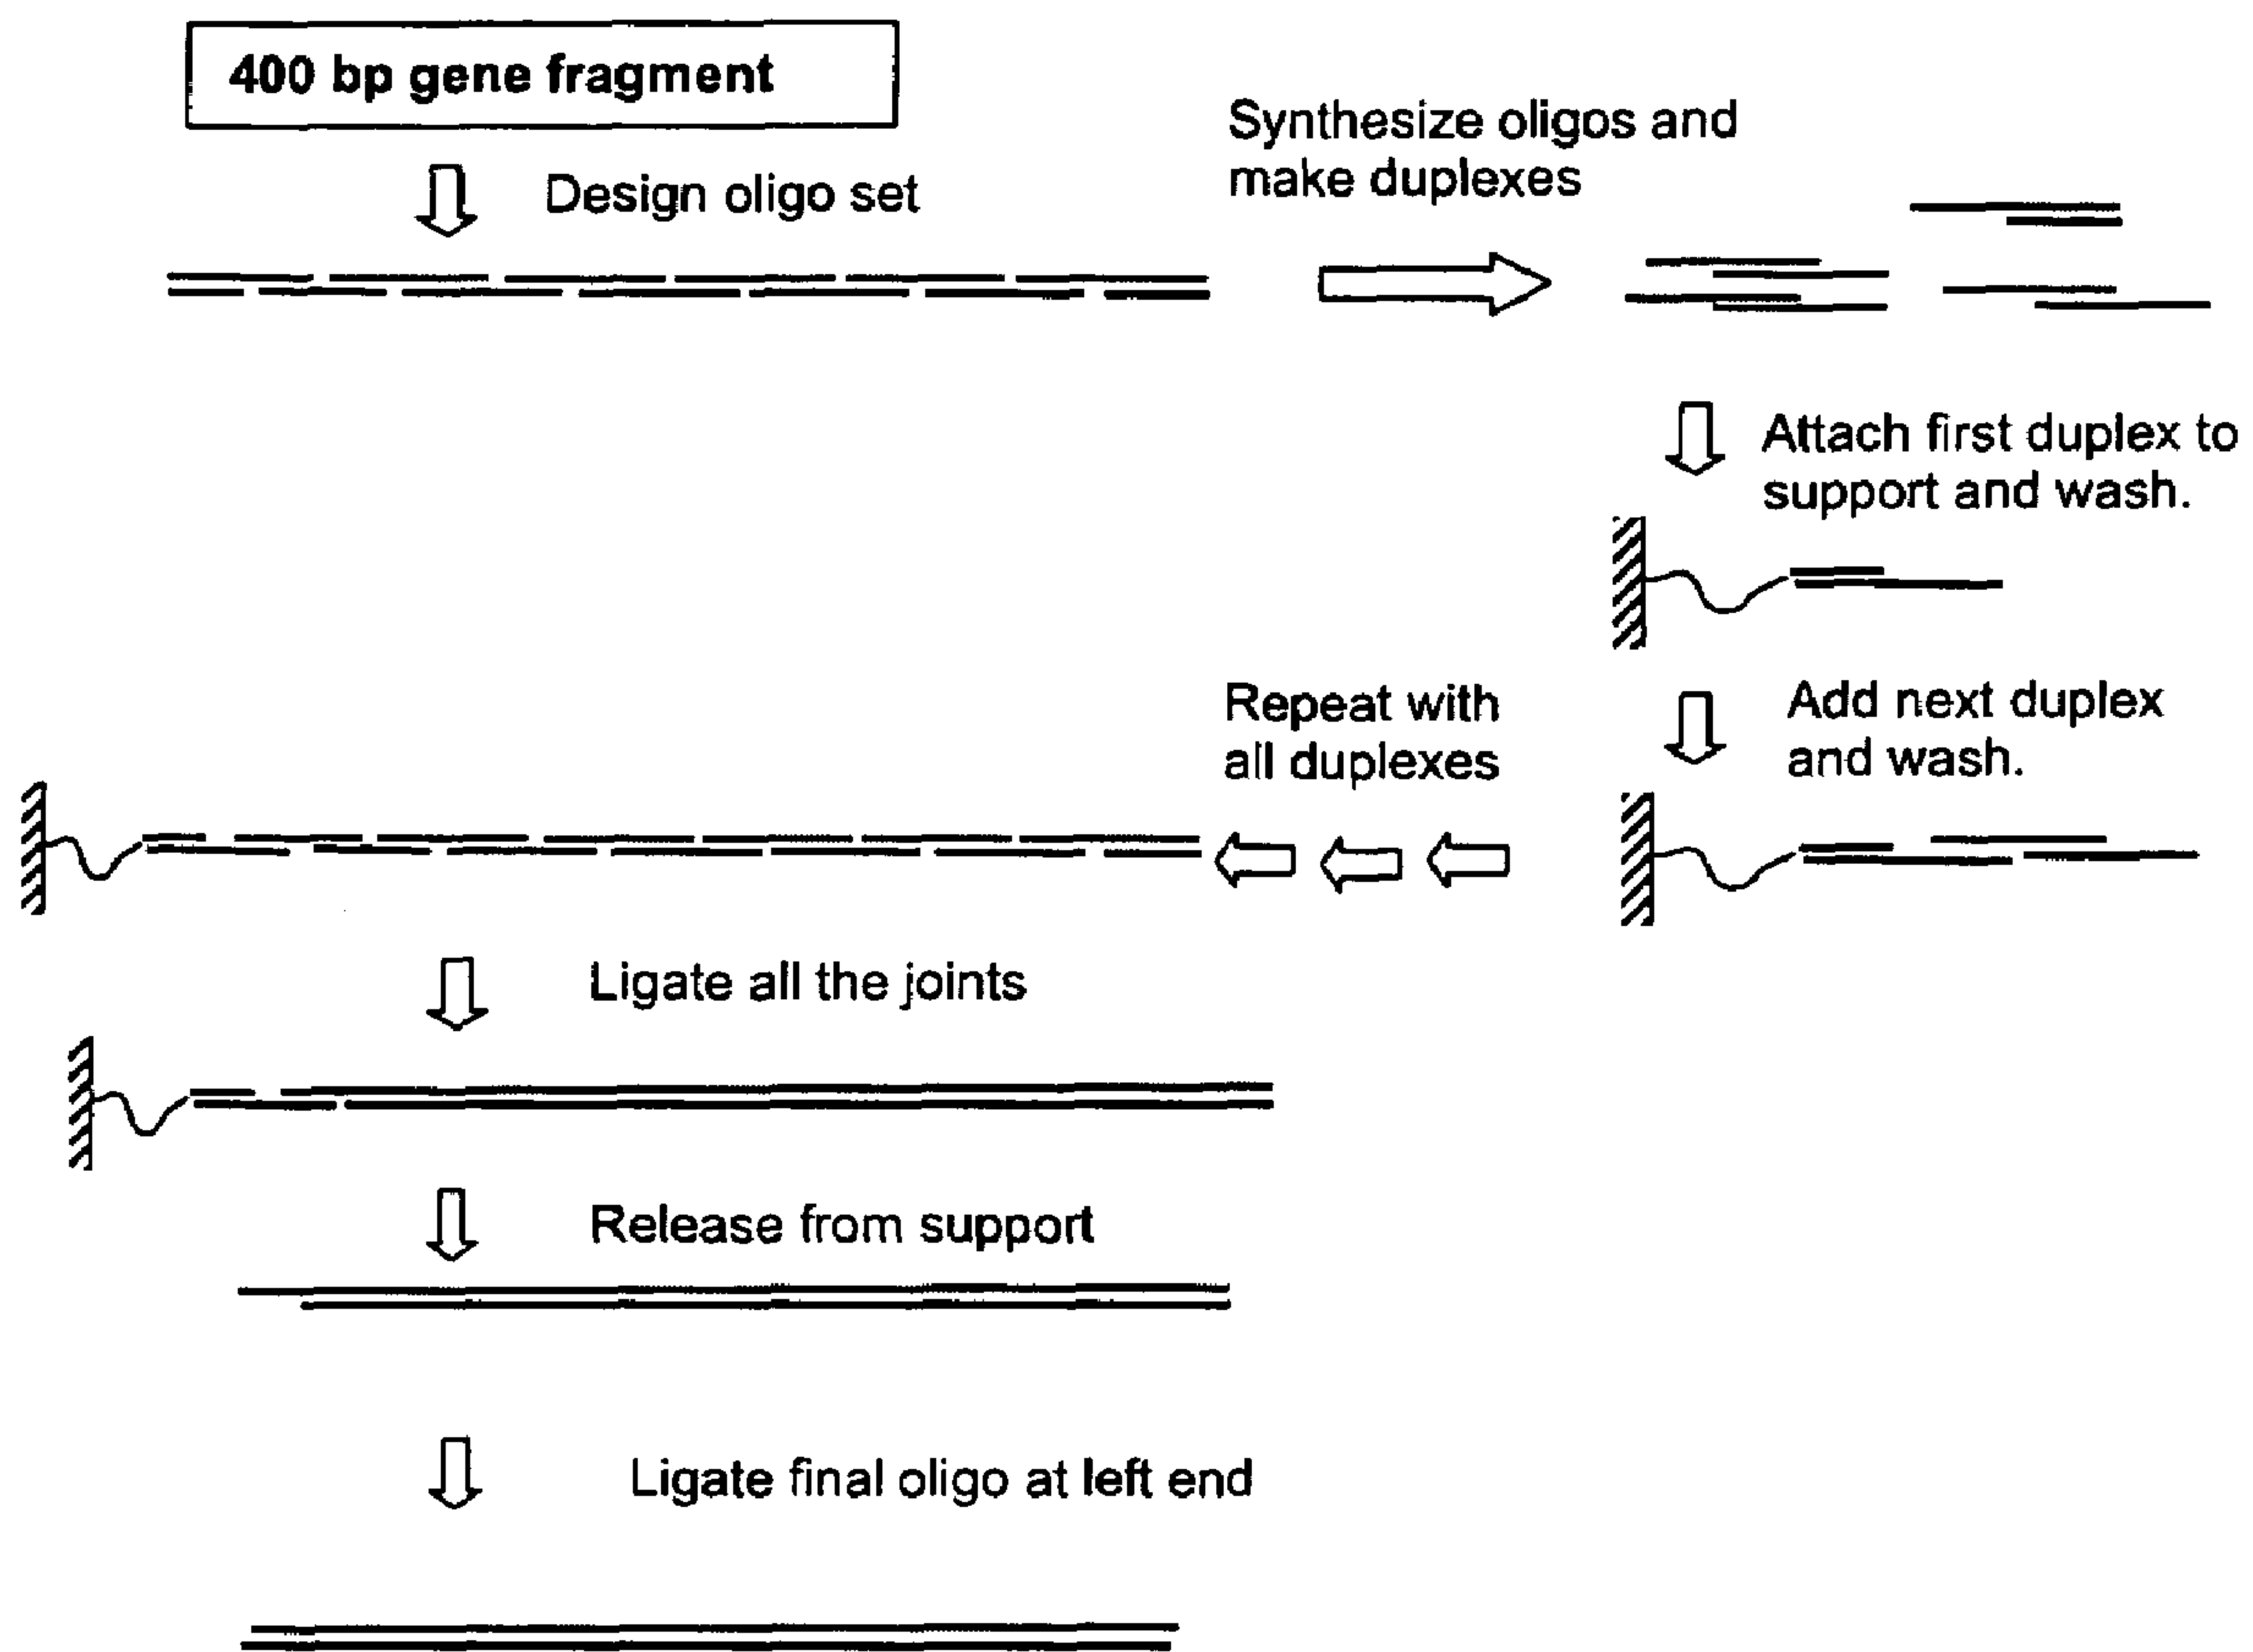 400 bp gene fragment
Design oligo set
Synthesize oligos and
make duplexes
Attach first duplex to
support and wash.
Add next duplex
and wash.
Repeat with
all duplexes
Ligate all the joints
Release from support
Ligate final oligo at left end